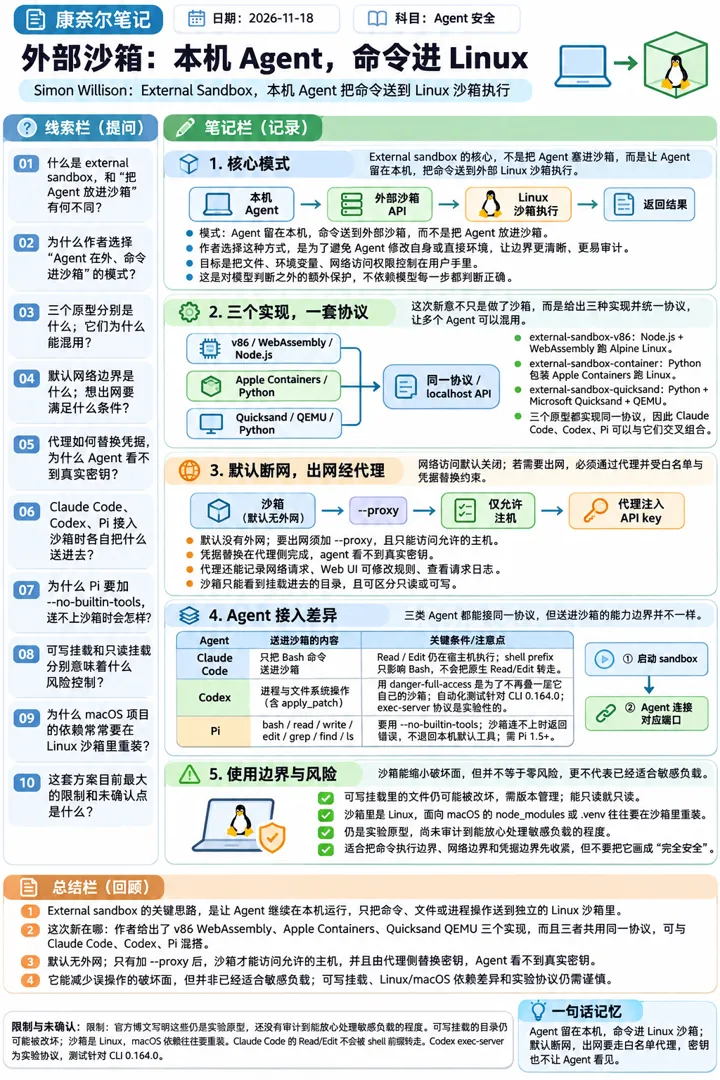 康奈尔笔记
日期：2026-11-18
科目：Agent 安全
外部沙箱：本机 Agent，命令进 Linux
Simon Willison：External Sandbox，本机 Agent 把命令送到 Linux 沙箱执行
线索栏（提问）
01 什么是 external
sandbox，和“把
Agent 放进沙箱”
有何不同？
02 为什么作者选择
“Agent 在外、命令
进沙箱”的模式？
03 三个原型分别是
什么；它们为什么
能混用？
04 默认网络边界是
什么；想出网要
满足什么条件？
05 代理如何替换凭据，
为什么 Agent 看不
到真实密钥？
06 Claude Code、
Codex、Pi 接入
沙箱时各自把什么
送进去？
07 为什么 Pi 要加
--no-builtin-tools，
连不上沙箱时会怎样？
08 可写挂载和只读挂载
分别意味着什么
风险控制？
09 为什么 macOS 项目
的依赖常常要在
Linux 沙箱里重装？
10 这套方案目前最大
的限制和未确认点
是什么？
笔记栏（记录）
1. 核心模式
External sandbox 的核心，不是把 Agent 塞进沙箱，而是让 Agent
留在本机，把命令送到外部 Linux 沙箱执行。
本机
Agent
外部沙箱
API
Linux
沙箱执行
返回结果
模式：Agent 留在本机，命令送到外部沙箱，而不是把 Agent 放进沙箱。
作者选择这种方式，是为了避免 Agent 修改自身或直接环境，让边界更清晰、更易审计。
目标是把文件、环境变量、网络访问权限控制在用户手里。
这是对模型判断之外的额外保护，不依赖模型每一步都判断正确。
2. 三个实现，一套协议
这次新意不只是做了沙箱，而是给出三种实现并统一协议，
让多个 Agent 可以混用。
v86 / WebAssembly /
Node.js
Apple Containers /
Python
Quicksand / QEMU /
Python
同一协议 /
localhost API
external-sandbox-v86：Node.js +
WebAssembly 跑 Alpine Linux。
external-sandbox-container：Python
包装 Apple Containers 跑 Linux。
external-sandbox-quicksand：Python +
Microsoft Quicksand + QEMU。
三个原型都实现同一协议，因此 Claude
Code、Codex、Pi 可以与它们交叉组合。
3. 默认断网，出网经代理
网络访问默认关闭；若需要出网，必须通过代理并受白名单与
凭据替换约束。
沙箱
（默认无外网）
--proxy
仅允许
主机
代理注入
API key
默认没有外网；要出网须加 --proxy，且只能访问允许的主机。
凭据替换在代理侧完成，agent 看不到真实密钥。
代理还能记录网络请求、Web UI 可修改规则、查看请求日志。
沙箱只能看到挂载进去的目录，且可区分只读或可写。
4. Agent 接入差异
三类 Agent 都能接同一协议，但送进沙箱的能力边界并不一样。
Agent
送进沙箱的内容
关键条件/注意点
Claude
Code
只把 Bash 命令
送进沙箱
Read / Edit 仍在宿主机执行；shell prefix
只影响 Bash，不会把原生 Read/Edit 转走。
Codex
进程与文件系统操作
（含 apply_patch）
用 danger-full-access 是为了不再叠一层它
自己的沙箱；自动化测试针对 CLI 0.164.0；
exec-server 协议是实验性的。
Pi
bash / read / write /
edit / grep / find / ls
要用 --no-builtin-tools；沙箱连不上时返回
错误，不退回本机默认工具；需 Pi 1.5+。
① 启动 sandbox
② Agent 连接
对应端口
5. 使用边界与风险
沙箱能缩小破坏面，但并不等于零风险，更不代表已经适合敏感负载。
可写挂载里的文件仍可能被改坏，需版本管理；能只读就只读。
沙箱里是 Linux，面向 macOS 的 node_modules 或 .venv 往往要在沙箱里重装。
仍是实验原型，尚未审计到能放心处理敏感负载的程度。
适合把命令执行边界、网络边界和凭据边界先收紧，但不要把它画成“完全安全”。
总结栏（回顾）
1 External sandbox 的关键思路，是让 Agent 继续在本机运行，只把命令、文件或进程操作送到独立的 Linux 沙箱里。
2 这次新在哪：作者给出了 v86 WebAssembly、Apple Containers、Quicksand QEMU 三个实现，而且三者共用同一协议，可与
Claude Code、Codex、Pi 混搭。
3 默认无外网；只有加 --proxy 后，沙箱才能访问允许的主机，并且由代理侧替换密钥，Agent 看不到真实密钥。
4 它能减少误操作的破坏面，但并非已经适合敏感负载；可写挂载、Linux/macOS 依赖差异和实验协议仍需谨慎。
限制与未确认：限制：官方博文写明这些仍是实验原型，还没有审计到能放心处理敏感负载的程度。可写挂载的目录仍
可能被改坏；沙箱是 Linux，macOS 依赖往往要重装。Claude Code 的 Read/Edit 不会被 shell 前缀转走。Codex exec-server
为实验协议，测试针对 CLI 0.164.0。
一句话记忆
Agent 留在本机，命令进 Linux 沙箱；
默认断网，出网要走白名单代理，密钥
也不让 Agent 看见。